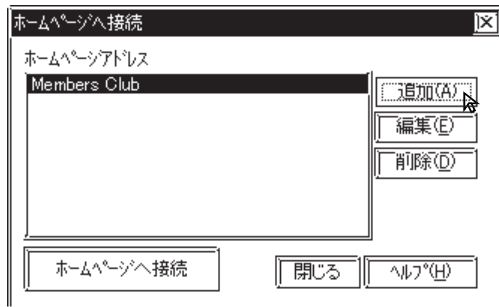 ホームページへ接続
ホームページアドレス
Members Club
追加(A)
編集(E)
削除(D)
ホームページへ接続
閉じる
ヘルプ(H)